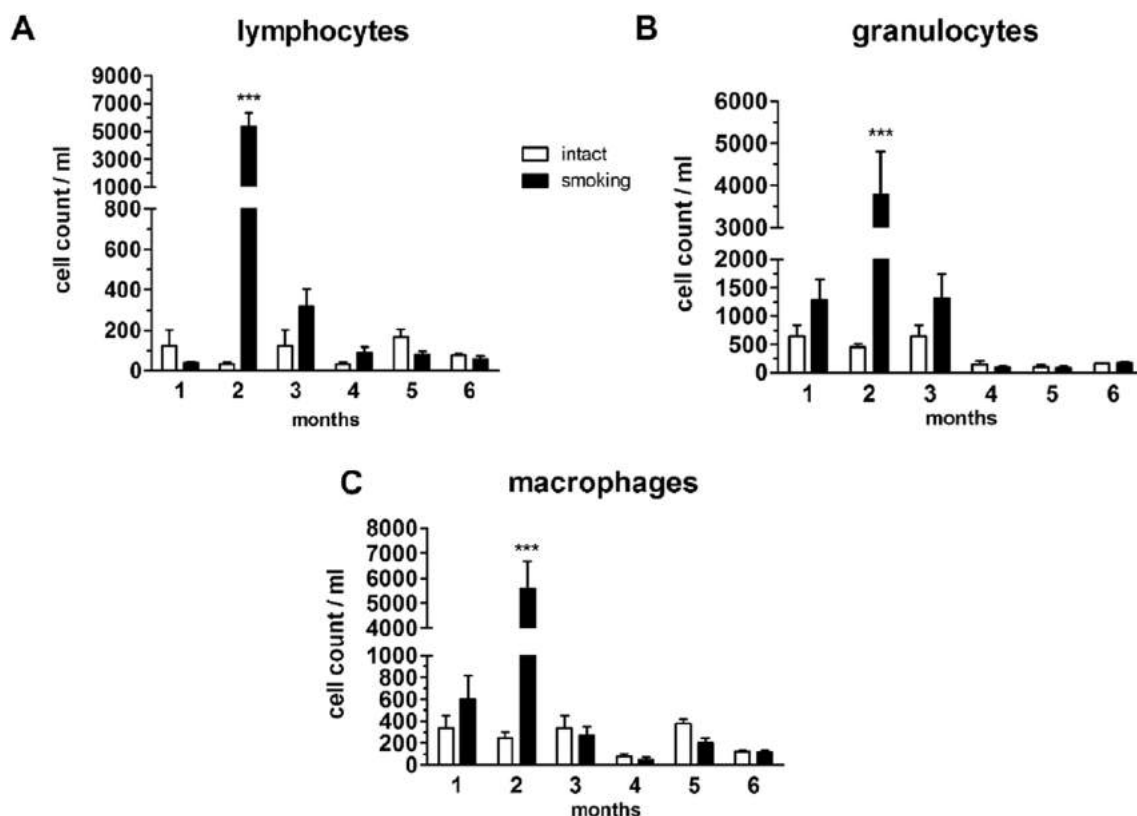 A
lymphocytes
cell count / ml
9000
7000
5000
3000
1000
800
600
400
200
0
***
1 2 3 4 5 6
months
intact
smoking
B
granulocytes
cell count / ml
6000
5000
4000
3000
2000
1500
1000
500
0
***
1 2 3 4 5 6
months
C
macrophages
cell count / ml
8000
7000
6000
5000
4000
1000
800
600
400
200
0
***
1 2 3 4 5 6
months